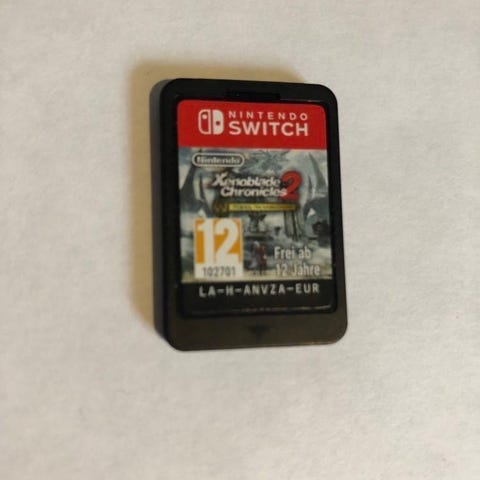 NINTENDO
SWITCH
Nintendo
Xenoblade
Chronicles 2
12
102701
Frei ab
12 Jahre
LA-H-ANVZA-EUR